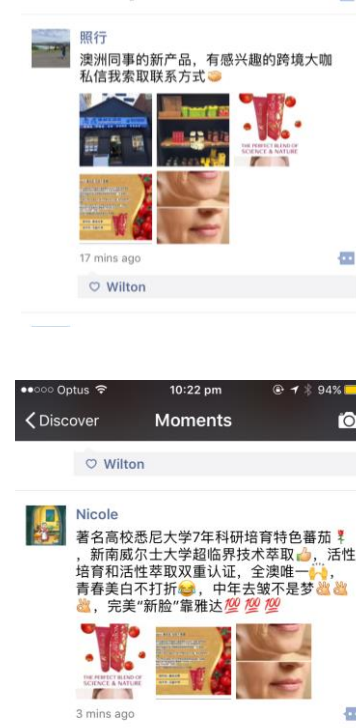 照行
澳洲同事的新产品，有感兴趣的跨境大咖
私信我索取联系方式
THE PERFECT BLEND OF
SCIENCE & NATURE
17 mins ago
Wilton
Optus
10:22 pm
94%
Discover
Moments
Wilton
Nicole
著名高校悉尼大学7年科研培育特色蕃茄🌹
，新南威尔士大学超临界技术萃取👍，活性
培育和活性萃取双重认证，全澳唯一🙌，
青春美白不打折😂，中年去皱不是梦✌✌
✌，完美“新脸”靠雅达💯💯💯
THE PERFECT BLEND OF
SCIENCE & NATURE
3 mins ago